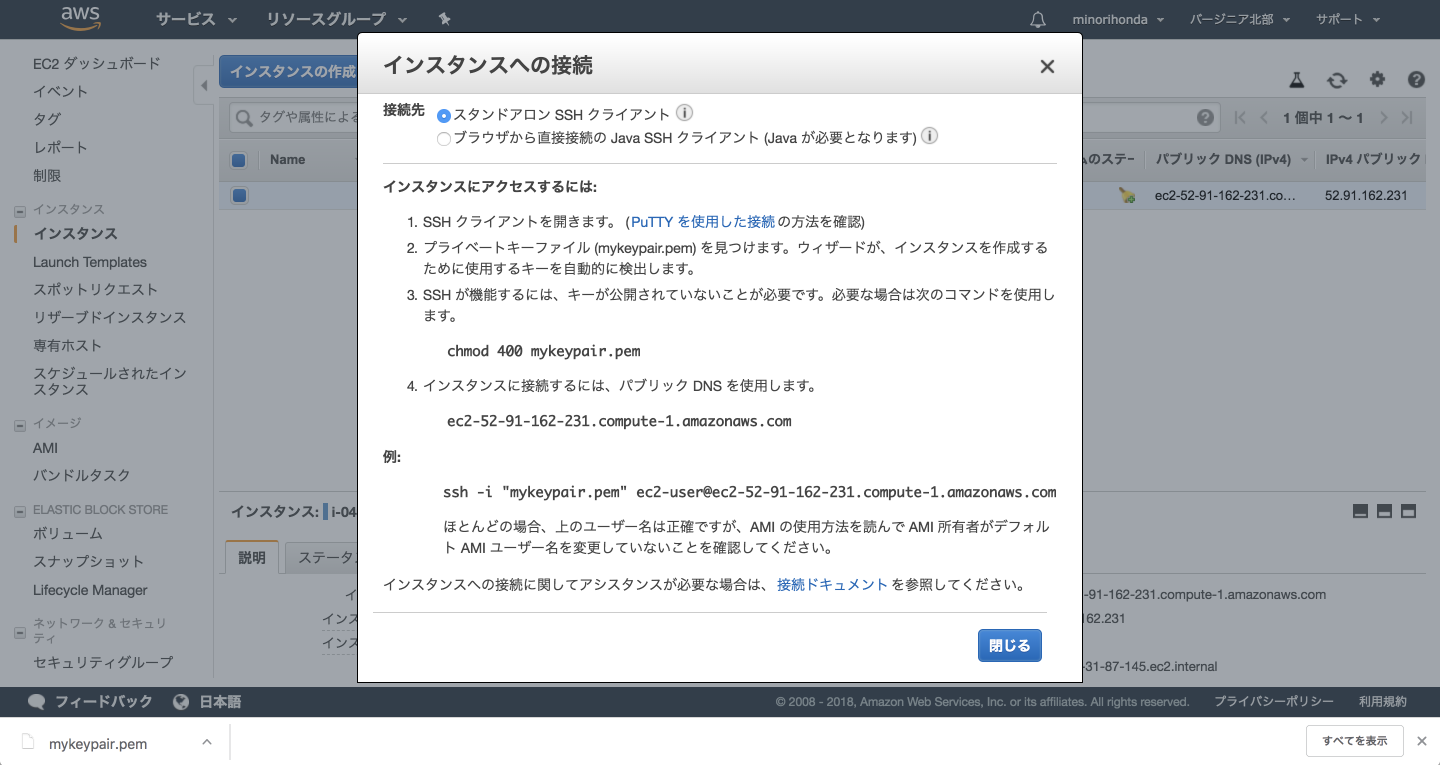 aws
サービス
リソースグループ
minorihonda
バージニア北部
サポート
EC2 ダッシュボード
イベント
タグ
レポート
制限
インスタンス
インスタンス
Launch Templates
スポットリクエスト
リザーブドインスタンス
専有ホスト
スケジュールされたイン
スタンス
イメージ
AMI
バンドルタスク
ELASTIC BLOCK STORE
ボリューム
スナップショット
Lifecycle Manager
ネットワーク & セキュリ
ティ
セキュリティグループ
インスタンスの作成
タグや属性による
1 個中 1 ~ 1
Name
ムのステー
パブリック DNS (IPv4)
IPv4 パブリック
ec2-52-91-162-231.co...
52.91.162.231
インスタンス:
i-04
説明
ステータ
イ
インス
インス
-91-162-231.compute-1.amazonaws.com
162.231
-31-87-145.ec2.internal
インスタンスへの接続
接続先
スタンドアロン SSH クライアント
ブラウザから直接接続の Java SSH クライアント (Java が必要となります)
インスタンスにアクセスするには:
1. SSH クライアントを開きます。 (PuTTY を使用した接続 の方法を確認)
2. プライベートキーファイル (mykeypair.pem) を見つけます。ウィザードが、インスタンスを作成する
ために使用するキーを自動的に検出します。
3. SSH が機能するには、キーが公開されていないことが必要です。必要な場合は次のコマンドを使用し
ます。
chmod 400 mykeypair.pem
4. インスタンスに接続するには、パブリック DNS を使用します。
ec2-52-91-162-231.compute-1.amazonaws.com
例:
ssh -i "mykeypair.pem" ec2-user@ec2-52-91-162-231.compute-1.amazonaws.com
ほとんどの場合、上のユーザー名は正確ですが、AMI の使用方法を読んで AMI 所有者がデフォル
ト AMI ユーザー名を変更していないことを確認してください。
インスタンスへの接続に関してアシスタンスが必要な場合は、 接続ドキュメント を参照してください。
閉じる
フィードバック
日本語
© 2008 - 2018, Amazon Web Services, Inc. or its affiliates. All rights reserved.
プライバシーポリシー
利用規約
mykeypair.pem
すべてを表示